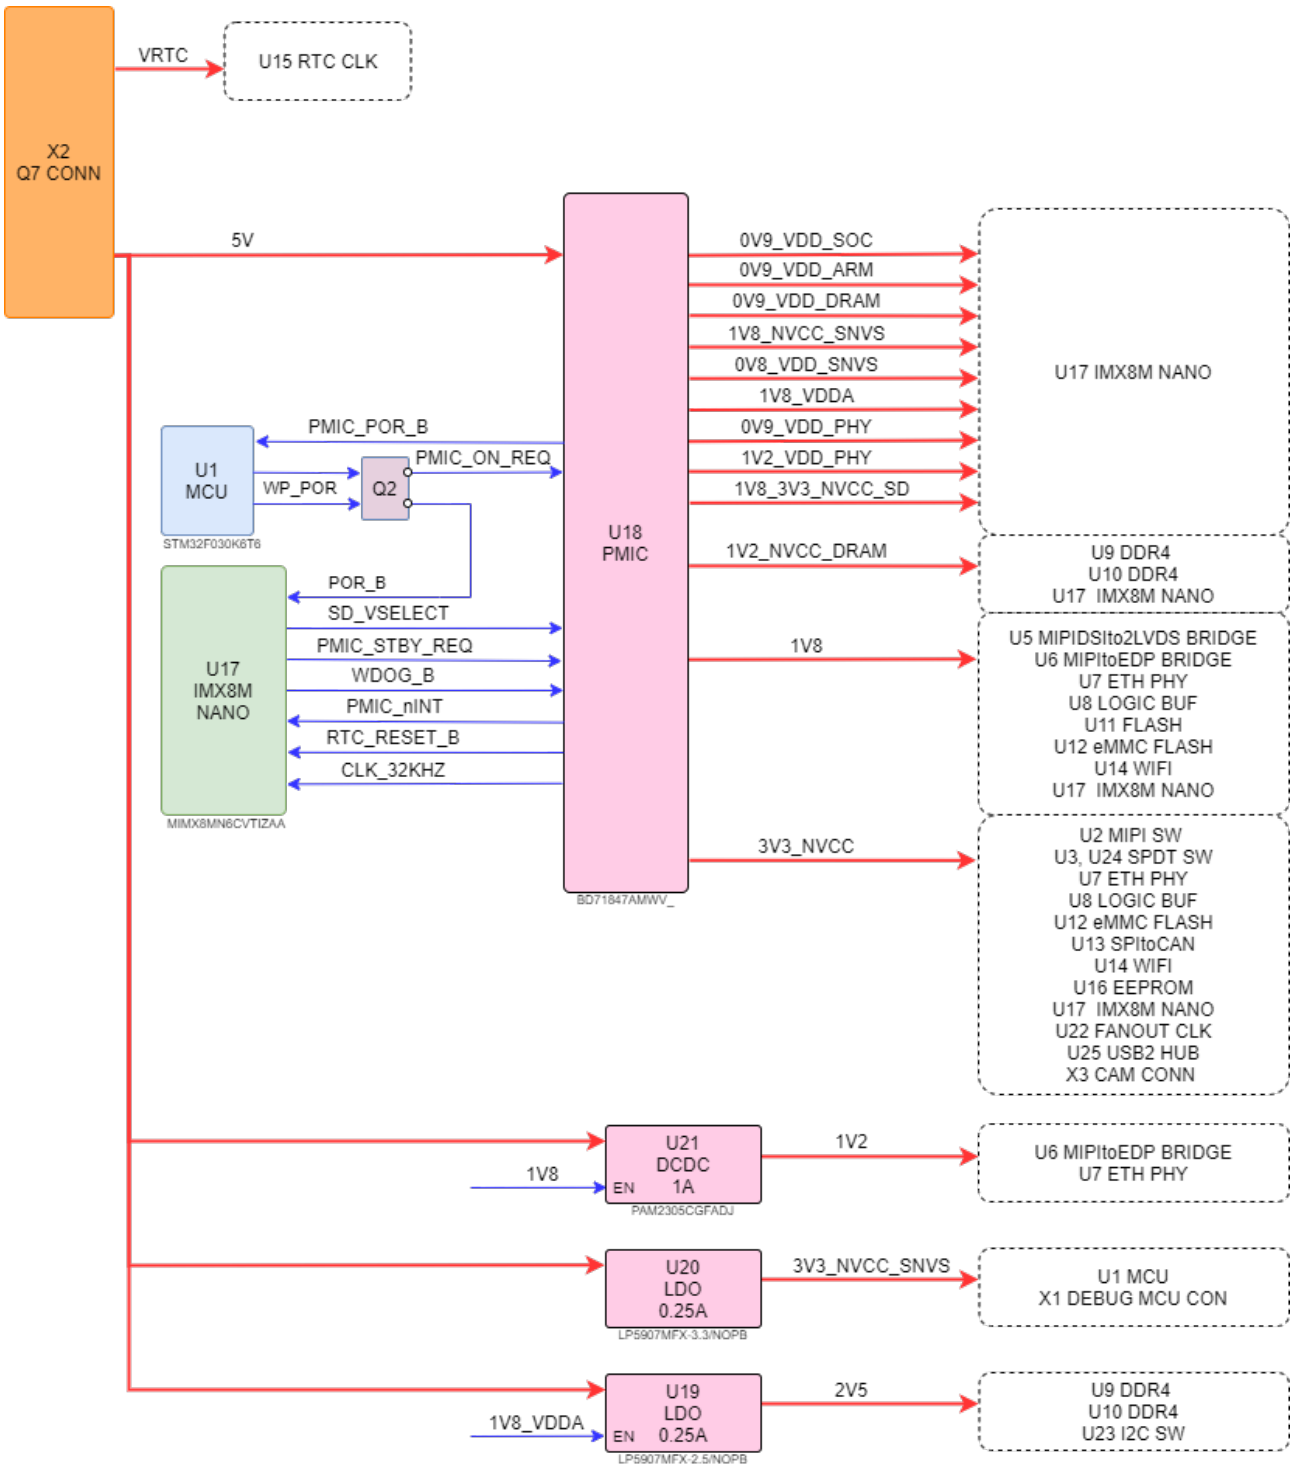 X2
Q7 CONN
VRTC
U15 RTC CLK
5V
U18
PMIC
BD71847AMWV_
0V9_VDD_SOC
0V9_VDD_ARM
0V9_VDD_DRAM
1V8_NVCC_SNVS
0V8_VDD_SNVS
1V8_VDDA
0V9_VDD_PHY
1V2_VDD_PHY
1V8_3V3_NVCC_SD
U17 IMX8M NANO
PMIC_POR_B
U1
MCU
STM32F030K6T6
WP_POR
Q2
PMIC_ON_REQ
POR_B
SD_VSELECT
PMIC_STBY_REQ
WDOG_B
PMIC_nINT
RTC_RESET_B
CLK_32KHZ
U17
IMX8M
NANO
MIMX8MN6CVTIZAA
1V2_NVCC_DRAM
U9 DDR4
U10 DDR4
U17 IMX8M NANO
1V8
U5 MIPIDSIto2LVDS BRIDGE
U6 MIPItoEDP BRIDGE
U7 ETH PHY
U8 LOGIC BUF
U11 FLASH
U12 eMMC FLASH
U14 WIFI
U17 IMX8M NANO
3V3_NVCC
U2 MIPI SW
U3, U24 SPDT SW
U7 ETH PHY
U8 LOGIC BUF
U12 eMMC FLASH
U13 SPItoCAN
U14 WIFI
U16 EEPROM
U17 IMX8M NANO
U22 FANOUT CLK
U25 USB2 HUB
X3 CAM CONN
U21
DCDC
1A
1V8
EN
PAM2305CGFADJ
1V2
U6 MIPItoEDP BRIDGE
U7 ETH PHY
U20
LDO
0.25A
LP5907MFX-3.3/NOPB
3V3_NVCC_SNVS
U1 MCU
X1 DEBUG MCU CON
U19
LDO
0.25A
1V8_VDDA
EN
LP5907MFX-2.5/NOPB
2V5
U9 DDR4
U10 DDR4
U23 I2C SW